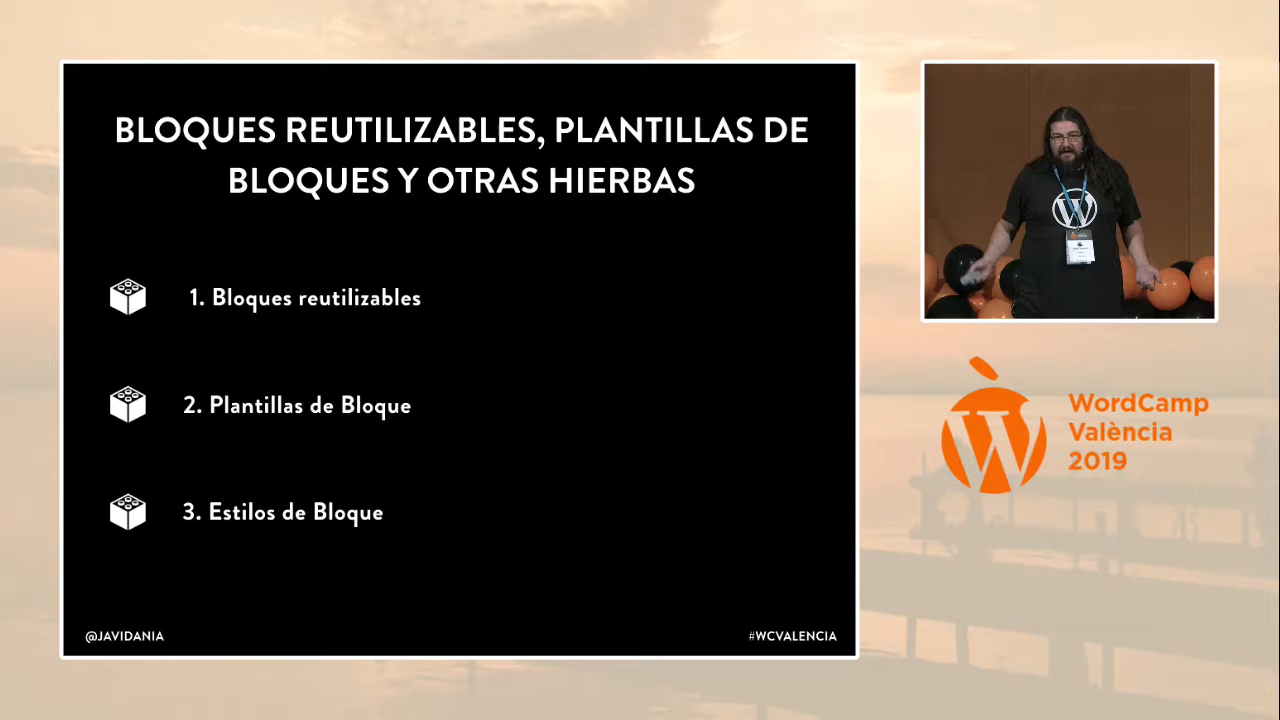 BLOQUES REUTILIZABLES, PLANTILLAS DE
BLOQUES Y OTRAS HIERBAS
1. Bloques reutilizables
2. Plantillas de Bloque
3. Estilos de Bloque
@JAVIDANIA
#WCVALENCIA
WordCamp
València
2019